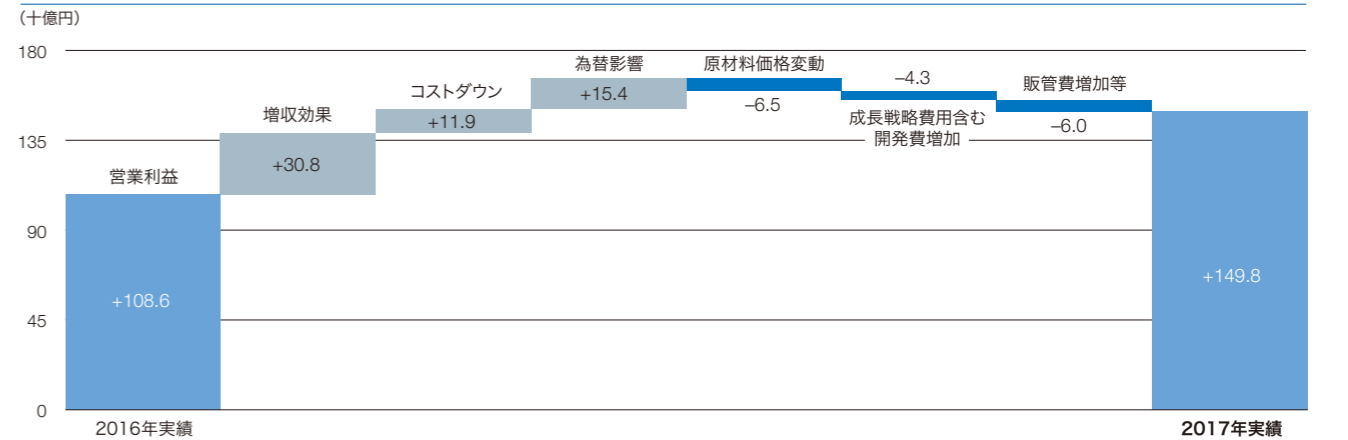 (十億円)
180
135
90
45
0
営業利益
+108.6
2016年実績
増収効果
+30.8
コストダウン
+11.9
為替影響
+15.4
原材料価格変動
–6.5
–4.3
成長戦略費用含む
開発費増加
販管費増加等
–6.0
+149.8
2017年実績